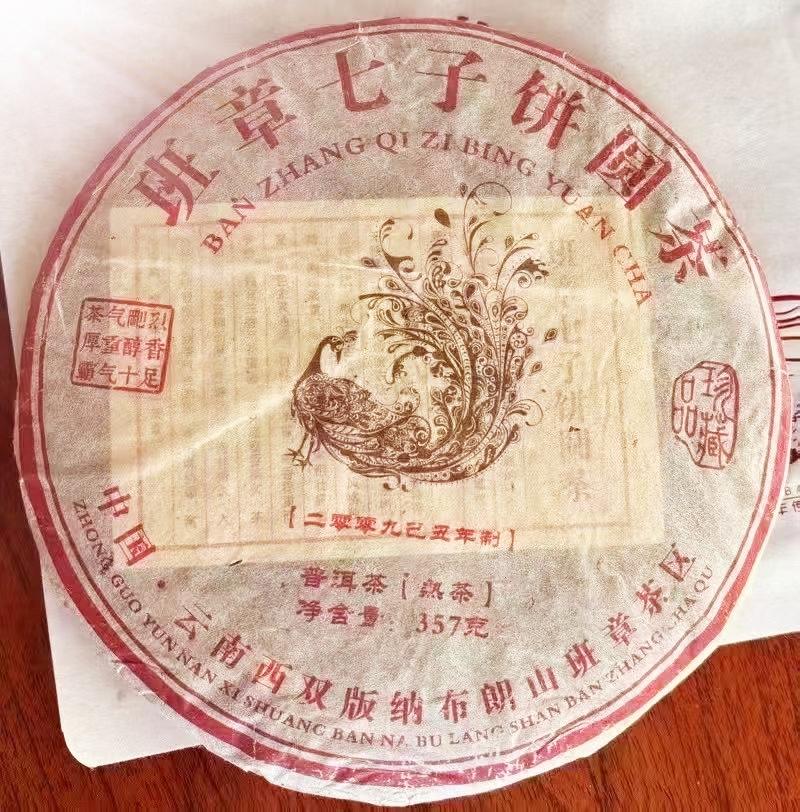 班章七子饼圆茶
BAN ZHANG QI ZI BING YUAN CHA
茶气刚烈
厚重醇香
霸气十足
珍藏品
【二零零九己丑年制】
普洱茶【熟茶】
净含量：357克
中国
云南西双版纳布朗山班章茶区
ZHONG GUO YUN NAN XI SHUANG BAN NA BU LANG SHAN BAN ZHANG CHA QU